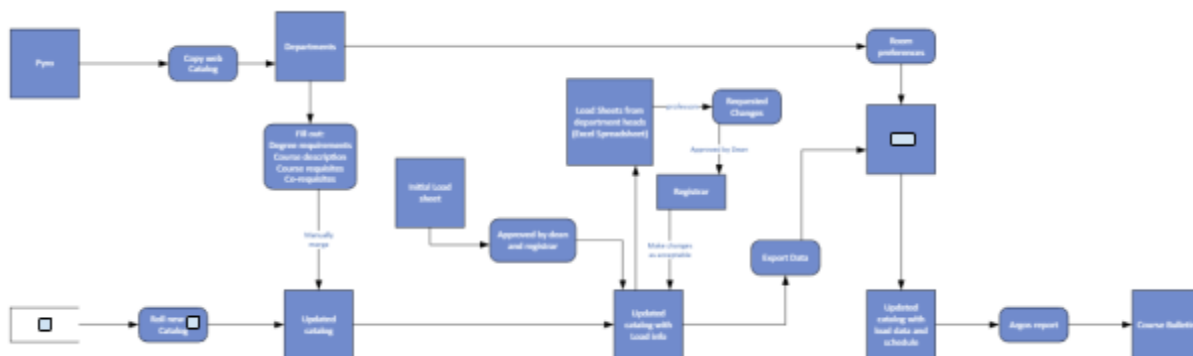 Pyxo
Copy web
Catalog
Departments
Room
preferences
Fill out:
Degree requirements
Course description
Course requisites
Co-requisites
Load Sheets from
department heads
(Excel Spreadsheet)
Requested
Changes
Approved by Dean
Initial Load
sheet
Registrar
Manually
merge
Approved by deen
and registrar
Make changes
as acceptable
Export Data
Roll new
Catalog
Updated
catalog
Updated
catalog with
Load Info
Updated
catalog with
load data and
schedule
Argos report
Course Bulletin